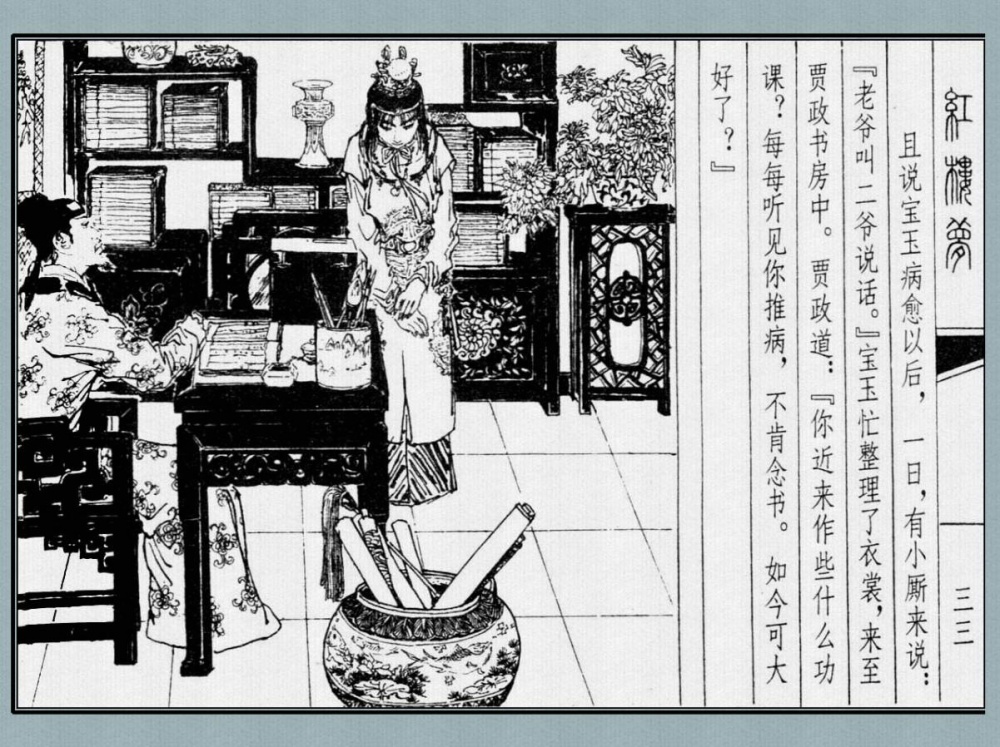 紅樓夢
三三
且说宝玉病愈以后，一日，有小厮来说：
『老爷叫二爷说话。』宝玉忙整理了衣裳，来至
贾政书房中。贾政道：『你近来作些什么功
课？每每听见你推病，不肯念书。如今可大
好了？』